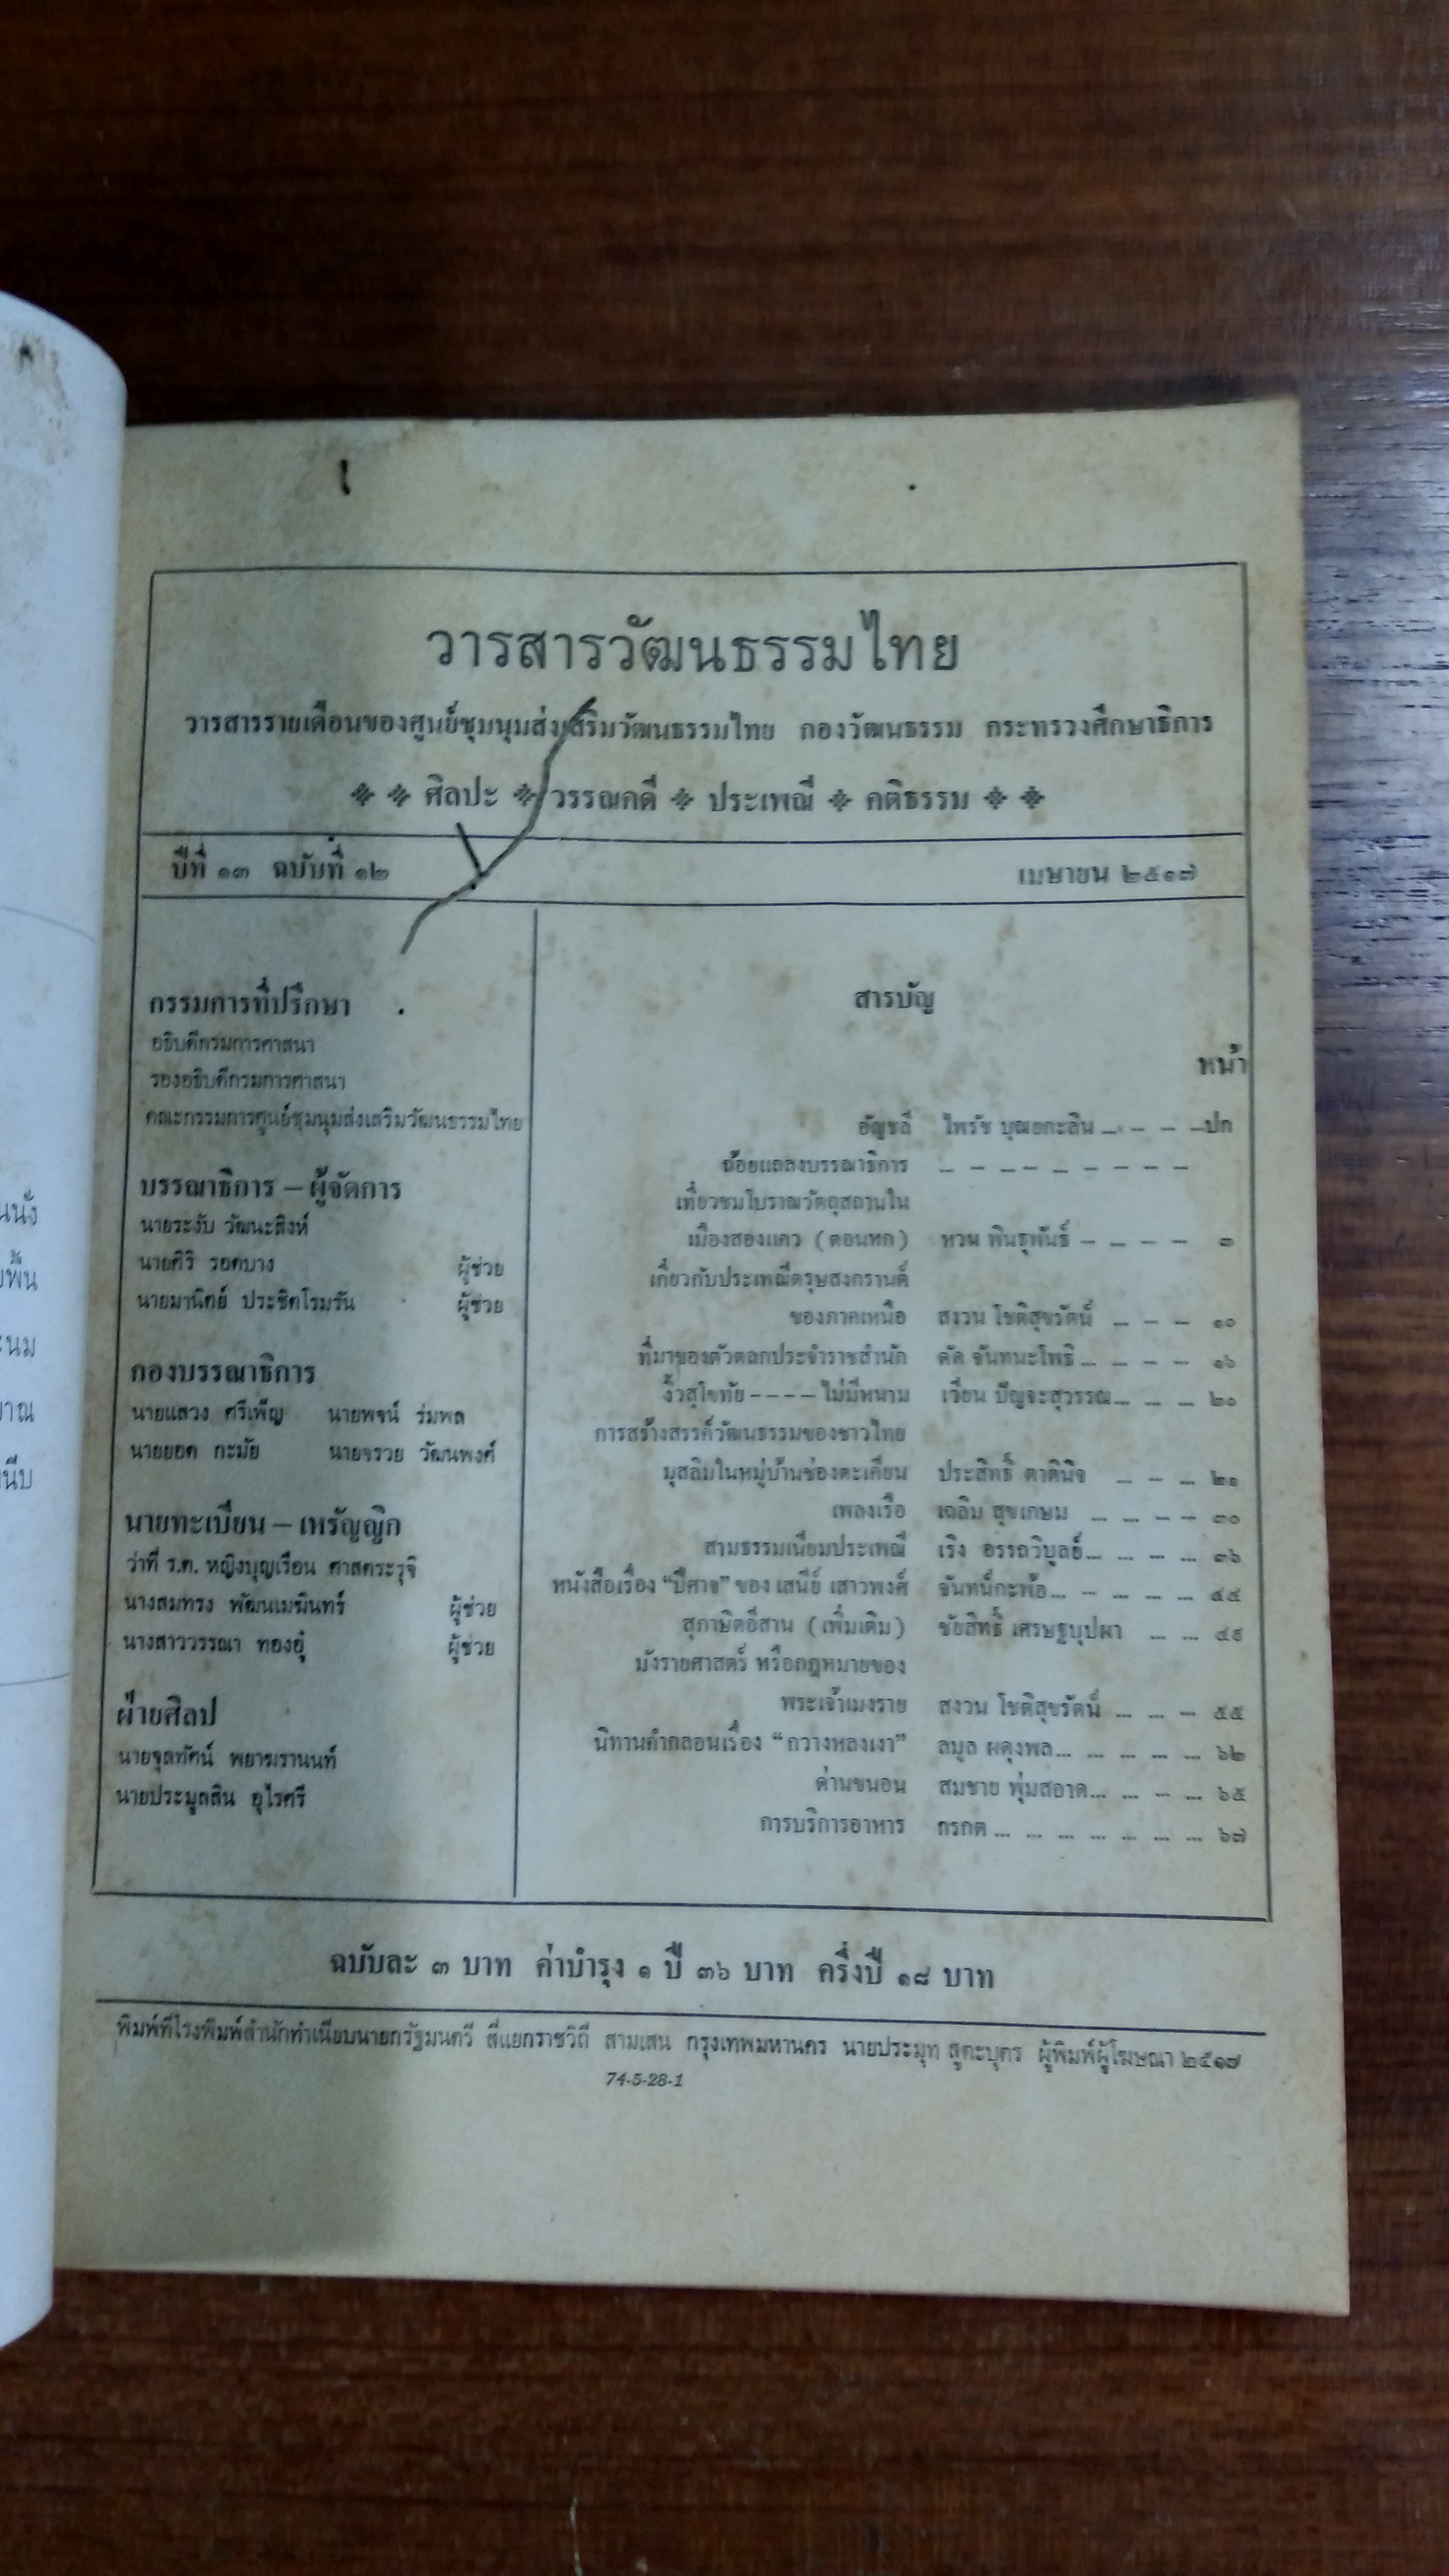 วารสารวัฒนธรรมไทย
วารสารรายเดือนของศูนย์ชุมนุมส่งเสริมวัฒนธรรมไทย กองวัฒนธรรม กระทรวงศึกษาธิการ
ศิลปะ วรรณคดี ประเพณี คติธรรม
ปีที่ ๑๓ ฉบับที่ ๑๒
เมษายน ๒๕๑๗
กรรมการที่ปรึกษา
อธิบดีกรมการศาสนา
รองอธิบดีกรมการศาสนา
คณะกรรมการศูนย์ชุมนุมส่งเสริมวัฒนธรรมไทย
บรรณาธิการ – ผู้จัดการ
นายระงับ วัฒนะสิงห์
นายศิริ รอดบาง ผู้ช่วย
นายมานิตย์ ประชิตโรมรัน ผู้ช่วย
กองบรรณาธิการ
นายแสวง ศรีเพ็ญ นายพจน์ ร่มพล
นายยอด กะมัย นายจรวย วัฒนพงศ์
นายทะเบียน – เหรัญญิก
ว่าที่ ร.ต. หญิงบุญเรือน ศาสตระรุจิ
นางสมทรง พัฒนเมฆินทร์ ผู้ช่วย
นางสาววรรณา ทองอุ๋ ผู้ช่วย
ฝ่ายศิลป
นายจุลทัศน์ พยาฆรานนท์
นายประมูลสิน อุไรศรี
สารบัญ
หน้า
อัญชลี ไพรัช บุณยกะลิน ... – – – –ปก
ถ้อยแถลงบรรณาธิการ – – – – – – – – –
เที่ยวชมโบราณวัตถุสถานใน
เมืองสองแคว (ตอนหก) หวน พินธุพันธ์ – – – – – ๓
เกี่ยวกับประเพณีตรุษสงกรานต์
ของภาคเหนือ สงวน โชติสุขรัตน์ ... – – ... ๑๐
ที่มาของตัวตลกประจำราชสำนัก คัด จันทนะโพธิ ... – – – – ๑๖
งิ้วสุโขทัย – – – – ไม่มีหนาม เวียน ปัญจะสุวรรณ... ... ... ๒๐
การสร้างสรรค์วัฒนธรรมของชาวไทย
มุสลิมในหมู่บ้านช่องตะเคียน ประสิทธิ์ ตาดินิจ ... – ... ๒๑
เพลงเรือ เฉลิม สุขเกษม ... ... – – ๓๐
สามธรรมเนียมประเพณี เริง อรรถวิบูลย์... ... – ... ๓๖
หนังสือเรื่อง “ปีศาจ” ของ เสนีย์ เสาวพงศ์ จันทน์กะพ้อ... – ... ... ... ๔๔
สุภาษิตอีสาน (เพิ่มเติม) ชัยสิทธิ์ เศรษฐบุปผา ... ... ๔๙
มังรายศาสตร์ หรือกฎหมายของ
พระเจ้าเมงราย สงวน โชติสุขรัตน์ ... ... – ๕๕
นิทานคำกลอนเรื่อง “กวางหลงเงา” ลมูล ผดุงพล... ... ... ... ... ๖๒
ด่านขนอน สมชาย พุ่มสอาด... ... – ... ๖๕
การบริการอาหาร กรกต ... ... ... ... ... ... ... ๖๗
ฉบับละ ๓ บาท ค่าบำรุง ๑ ปี ๓๖ บาท ครึ่งปี ๑๘ บาท
พิมพ์ที่โรงพิมพ์สำนักทำเนียบนายกรัฐมนตรี สี่แยกราชวิถี สามเสน กรุงเทพมหานคร นายประมุท สูตะบุตร ผู้พิมพ์ผู้โฆษณา ๒๕๑๗
74-5-28-1